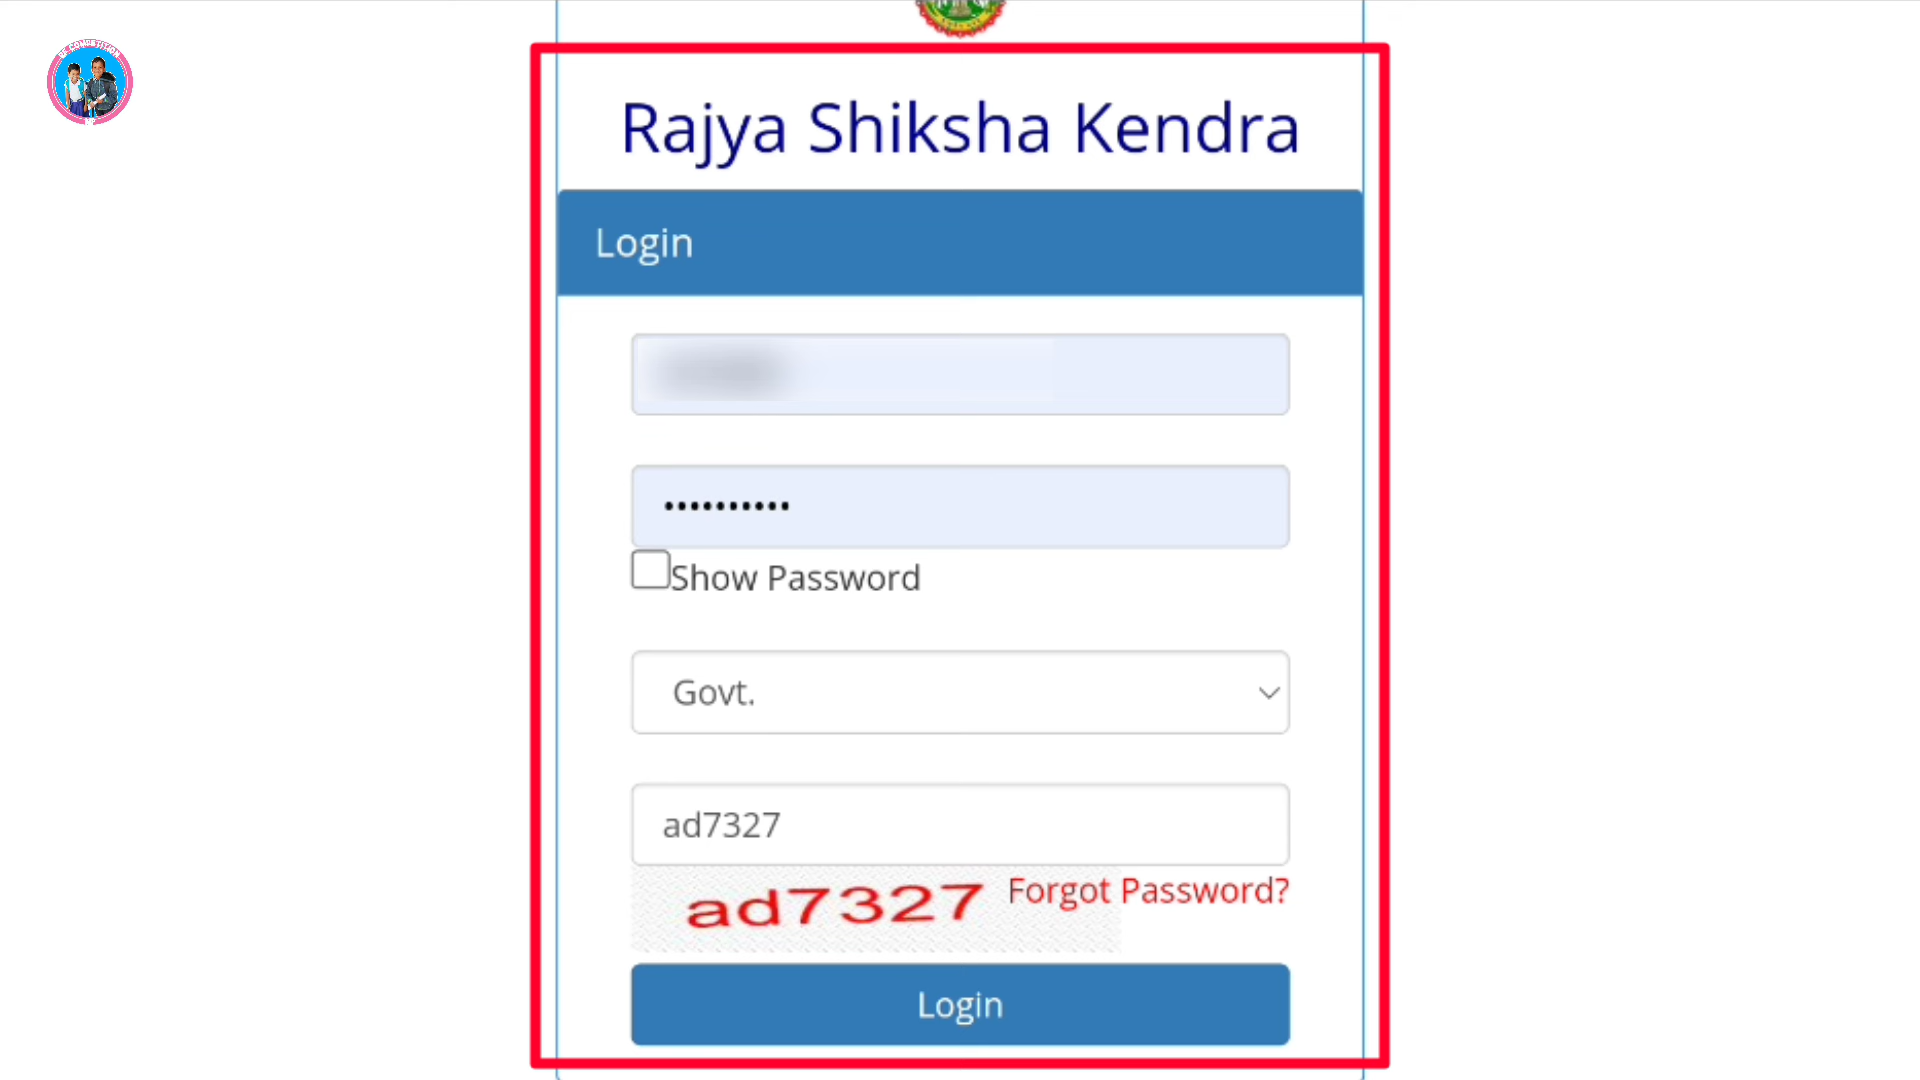 Rajya Shiksha Kendra
Login
••••••••••
Show Password
Govt.
ad7327
ad7327
Forgot Password?
Login